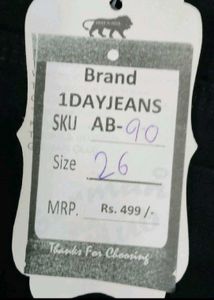 Brand
1DAYJEANS
SKU AB-90
Size 26
MRP. Rs. 499 /-
Thanks For Choosing